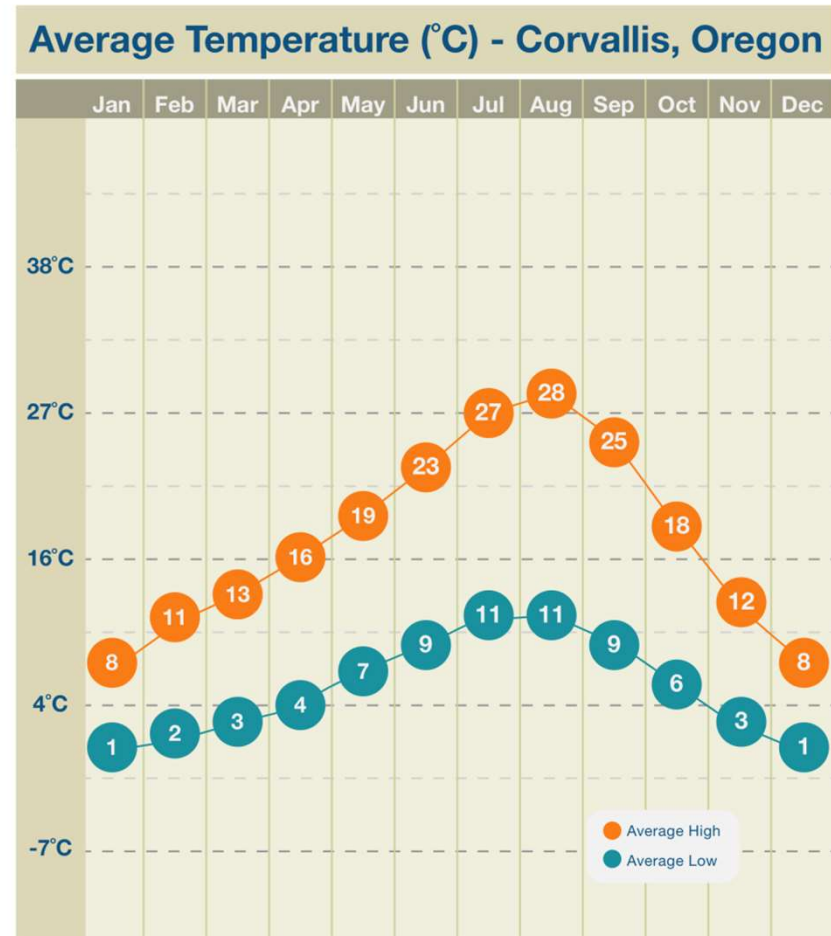 Average Temperature (˚C) - Corvallis, Oregon
Jan Feb Mar Apr May Jun Jul Aug Sep Oct Nov Dec
38˚C
27˚C
16˚C
4˚C
-7˚C
8 11 13 16 19 23 27 28 25 18 12 8
1 2 3 4 7 9 11 11 9 6 3 1
Average High
Average Low